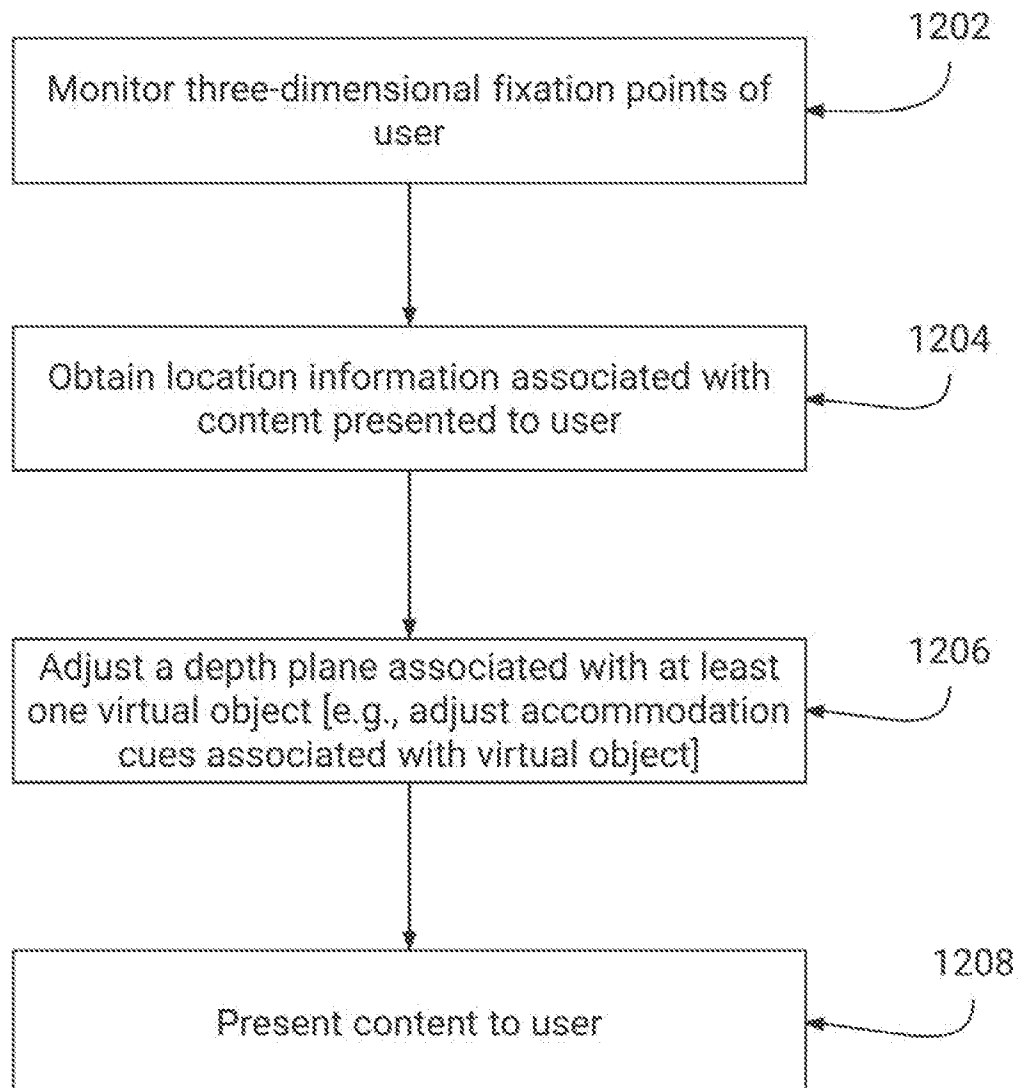 1202
Monitor three-dimensional fixation points of
user
1204
Obtain location information associated with
content presented to user
1206
Adjust a depth plane associated with at least
one virtual object [e.g., adjust accommodation
cues associated with virtual object]
1208
Present content to user